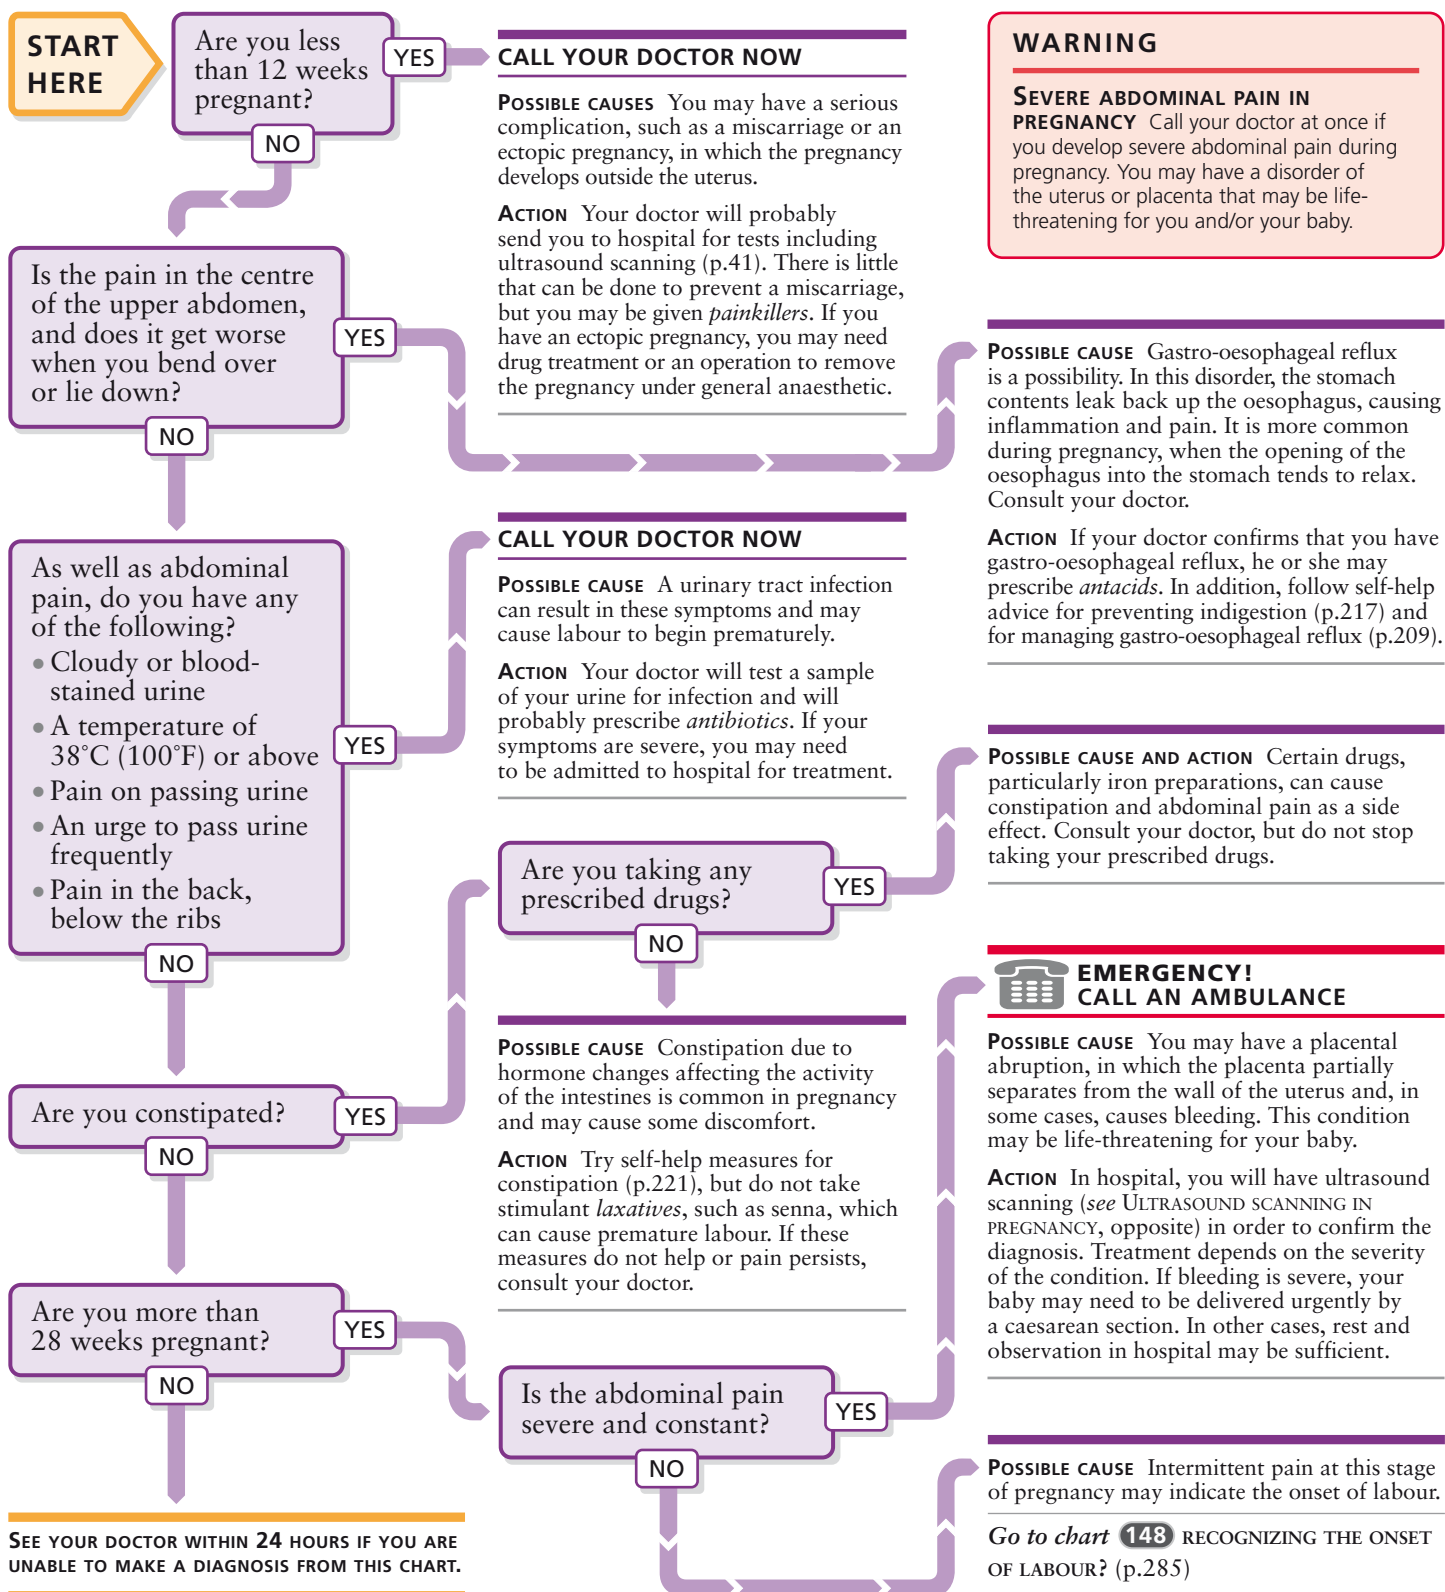 START
HERE
Are you less
than 12 weeks
pregnant?
YES
NO
CALL YOUR DOCTOR NOW
POSSIBLE CAUSES You may have a serious
complication, such as a miscarriage or an
ectopic pregnancy, in which the pregnancy
develops outside the uterus.
ACTION Your doctor will probably
send you to hospital for tests including
ultrasound scanning (p.41). There is little
that can be done to prevent a miscarriage,
but you may be given painkillers. If you
have an ectopic pregnancy, you may need
drug treatment or an operation to remove
the pregnancy under general anaesthetic.
WARNING
SEVERE ABDOMINAL PAIN IN
PREGNANCY Call your doctor at once if
you develop severe abdominal pain during
pregnancy. You may have a disorder of
the uterus or placenta that may be life-
threatening for you and/or your baby.
Is the pain in the centre
of the upper abdomen,
and does it get worse
when you bend over
or lie down?
YES
NO
POSSIBLE CAUSE Gastro-oesophageal reflux
is a possibility. In this disorder, the stomach
contents leak back up the oesophagus, causing
inflammation and pain. It is more common
during pregnancy, when the opening of the
oesophagus into the stomach tends to relax.
Consult your doctor.
ACTION If your doctor confirms that you have
gastro-oesophageal reflux, he or she may
prescribe antacids. In addition, follow self-help
advice for preventing indigestion (p.217) and
for managing gastro-oesophageal reflux (p.209).
As well as abdominal
pain, do you have any
of the following?
• Cloudy or blood-
stained urine
• A temperature of
38˚C (100˚F) or above
• Pain on passing urine
• An urge to pass urine
frequently
• Pain in the back,
below the ribs
YES
NO
CALL YOUR DOCTOR NOW
POSSIBLE CAUSE A urinary tract infection
can result in these symptoms and may
cause labour to begin prematurely.
ACTION Your doctor will test a sample
of your urine for infection and will
probably prescribe antibiotics. If your
symptoms are severe, you may need
to be admitted to hospital for treatment.
Are you constipated?
YES
NO
Are you taking any
prescribed drugs?
YES
NO
POSSIBLE CAUSE AND ACTION Certain drugs,
particularly iron preparations, can cause
constipation and abdominal pain as a side
effect. Consult your doctor, but do not stop
taking your prescribed drugs.
POSSIBLE CAUSE Constipation due to
hormone changes affecting the activity
of the intestines is common in pregnancy
and may cause some discomfort.
ACTION Try self-help measures for
constipation (p.221), but do not take
stimulant laxatives, such as senna, which
can cause premature labour. If these
measures do not help or pain persists,
consult your doctor.
Are you more than
28 weeks pregnant?
YES
NO
Is the abdominal pain
severe and constant?
YES
NO
EMERGENCY!
CALL AN AMBULANCE
POSSIBLE CAUSE You may have a placental
abruption, in which the placenta partially
separates from the wall of the uterus and, in
some cases, causes bleeding. This condition
may be life-threatening for your baby.
ACTION In hospital, you will have ultrasound
scanning (see ULTRASOUND SCANNING IN
PREGNANCY, opposite) in order to confirm the
diagnosis. Treatment depends on the severity
of the condition. If bleeding is severe, your
baby may need to be delivered urgently by
a caesarean section. In other cases, rest and
observation in hospital may be sufficient.
POSSIBLE CAUSE Intermittent pain at this stage
of pregnancy may indicate the onset of labour.
Go to chart 148 RECOGNIZING THE ONSET
OF LABOUR? (p.285)
SEE YOUR DOCTOR WITHIN 24 HOURS IF YOU ARE
UNABLE TO MAKE A DIAGNOSIS FROM THIS CHART.